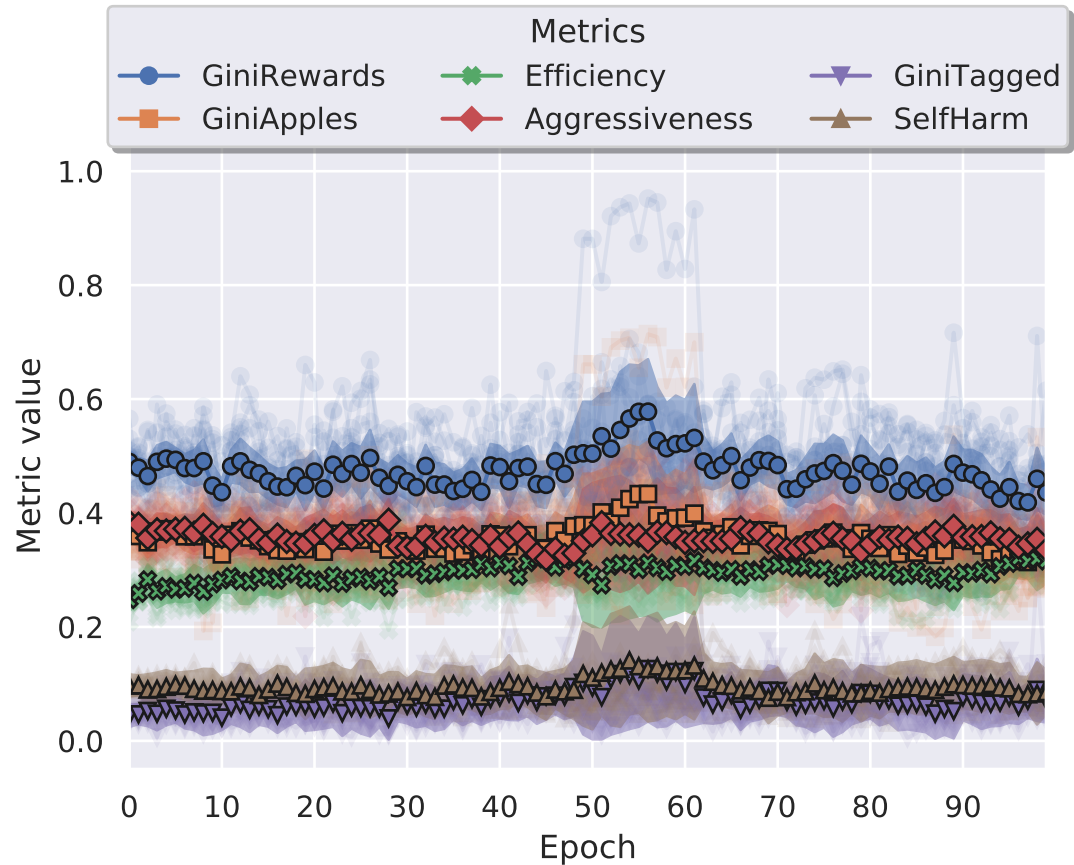 Metrics
GiniRewards Efficiency GiniTagged
GiniApples Aggressiveness SelfHarm
1.0
0.8
0.6
0.4
0.2
0.0
Metric value
0 10 20 30 40 50 60 70 80 90
Epoch